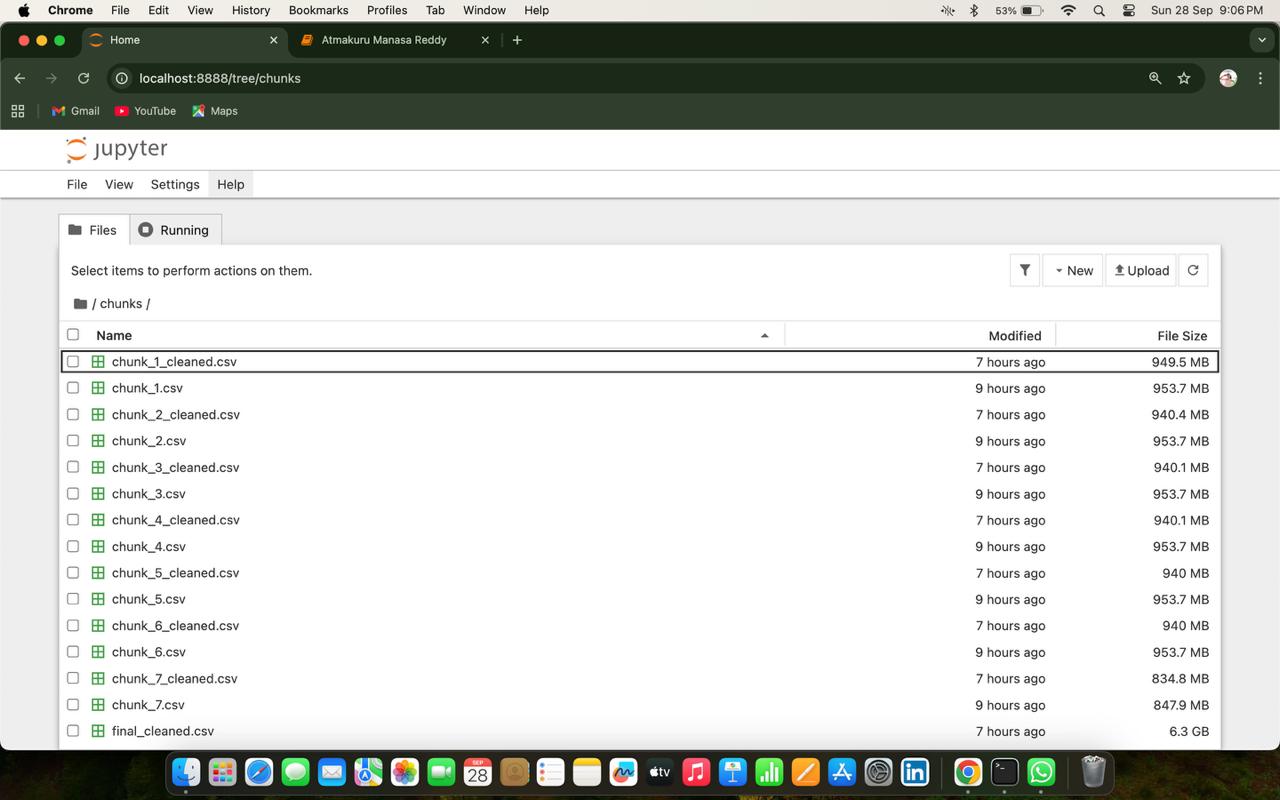 Chrome File Edit View History Bookmarks Profiles Tab Window Help 53% Sun 28 Sep 9:06 PM
Home Atmakuru Manasa Reddy
localhost:8888/tree/chunks
Gmail YouTube Maps
jupyter
File View Settings Help
Files Running
Select items to perform actions on them. New Upload
/ chunks /
Name Modified File Size
chunk_1_cleaned.csv 7 hours ago 949.5 MB
chunk_1.csv 9 hours ago 953.7 MB
chunk_2_cleaned.csv 7 hours ago 940.4 MB
chunk_2.csv 9 hours ago 953.7 MB
chunk_3_cleaned.csv 7 hours ago 940.1 MB
chunk_3.csv 9 hours ago 953.7 MB
chunk_4_cleaned.csv 7 hours ago 940.1 MB
chunk_4.csv 9 hours ago 953.7 MB
chunk_5_cleaned.csv 7 hours ago 940 MB
chunk_5.csv 9 hours ago 953.7 MB
chunk_6_cleaned.csv 7 hours ago 940 MB
chunk_6.csv 9 hours ago 953.7 MB
chunk_7_cleaned.csv 7 hours ago 834.8 MB
chunk_7.csv 9 hours ago 847.9 MB
final_cleaned.csv 7 hours ago 6.3 GB
SEP
28
tv
in